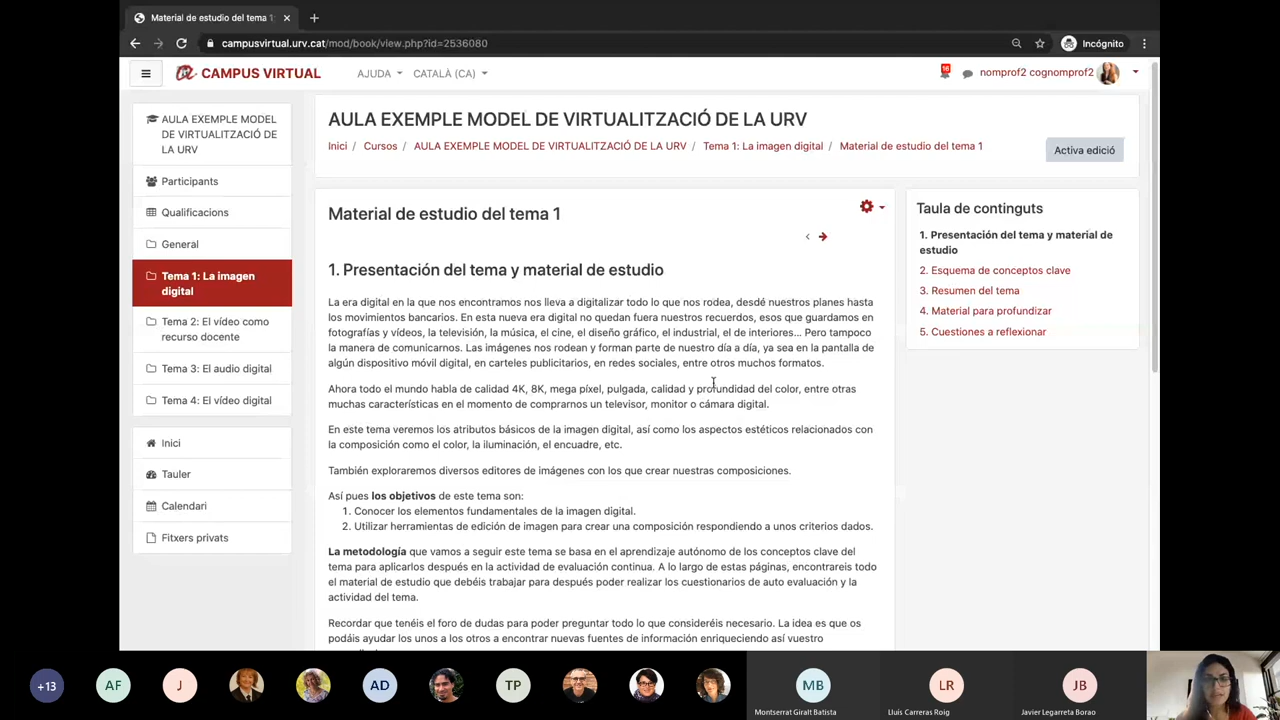 Material de estudio del tema 1
campusvirtual.urv.cat/mod/book/view.php?id=2536080
Incógnito
CAMPUS VIRTUAL
AJUDA
CATALÀ (CA)
16
nomprof2 cognomprof2
AULA EXEMPLE MODEL
DE VIRTUALITZACIÓ DE
LA URV
Participants
Qualificacions
General
Tema 1: La imagen
digital
Tema 2: El vídeo como
recurso docente
Tema 3: El audio digital
Tema 4: El vídeo digital
Inici
Tauler
Calendari
Fitxers privats
AULA EXEMPLE MODEL DE VIRTUALITZACIÓ DE LA URV
Inici / Cursos / AULA EXEMPLE MODEL DE VIRTUALITZACIÓ DE LA URV / Tema 1: La imagen digital / Material de estudio del tema 1
Activa edició
Material de estudio del tema 1
1. Presentación del tema y material de estudio
La era digital en la que nos encontramos nos lleva a digitalizar todo lo que nos rodea, desdé nuestros planes hasta
los movimientos bancarios. En esta nueva era digital no quedan fuera nuestros recuerdos, esos que guardamos en
fotografías y vídeos, la televisión, la música, el cine, el diseño gráfico, el industrial, el de interiores... Pero tampoco
la manera de comunicarnos. Las imágenes nos rodean y forman parte de nuestro día a día, ya sea en la pantalla de
algún dispositivo móvil digital, en carteles publicitarios, en redes sociales, entre otros muchos formatos.
Ahora todo el mundo habla de calidad 4K, 8K, mega píxel, pulgada, calidad y profundidad del color, entre otras
muchas características en el momento de comprarnos un televisor, monitor o cámara digital.
En este tema veremos los atributos básicos de la imagen digital, así como los aspectos estéticos relacionados con
la composición como el color, la iluminación, el encuadre, etc.
También exploraremos diversos editores de imágenes con los que crear nuestras composiciones.
Así pues los objetivos de este tema son:
1. Conocer los elementos fundamentales de la imagen digital.
2. Utilizar herramientas de edición de imagen para crear una composición respondiendo a unos criterios dados.
La metodología que vamos a seguir este tema se basa en el aprendizaje autónomo de los conceptos clave del
tema para aplicarlos después en la actividad de evaluación continua. A lo largo de estas páginas, encontrareis todo
el material de estudio que debéis trabajar para después poder realizar los cuestionarios de auto evaluación y la
actividad del tema.
Recordar que tenéis el foro de dudas para poder preguntar todo lo que consideréis necesario. La idea es que os
podáis ayudar los unos a los otros a encontrar nuevas fuentes de información enriqueciendo así vuestro
Taula de continguts
1. Presentación del tema y material de
estudio
2. Esquema de conceptos clave
3. Resumen del tema
4. Material para profundizar
5. Cuestiones a reflexionar
+13
AF
J
AD
TP
MB
LR
JB
Montserrat Giralt Batista
Lluís Carreras Roig
Javier Legarreta Borao